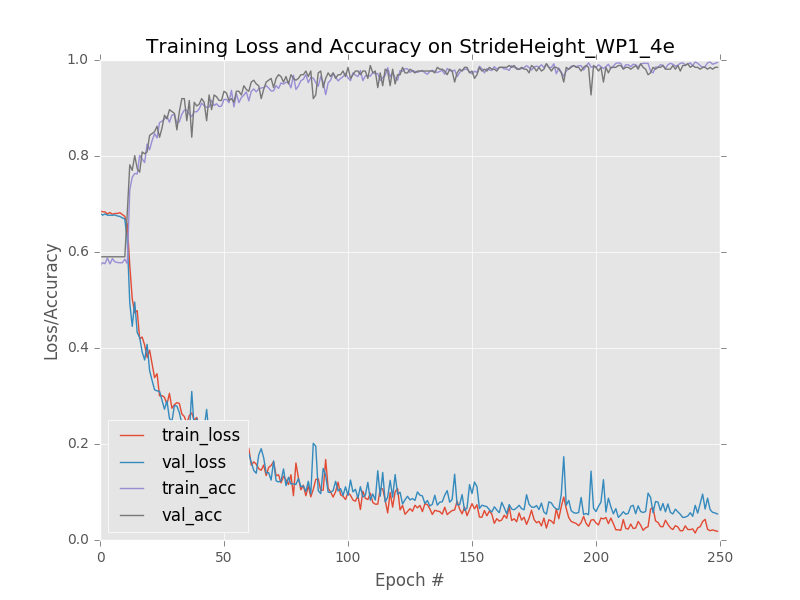 Training Loss and Accuracy on StrideHeight_WP1_4e
1.0
0.8
0.6
0.4
0.2
0.0
Loss/Accuracy
train_loss
val_loss
train_acc
val_acc
0 50 100 150 200 250
Epoch #